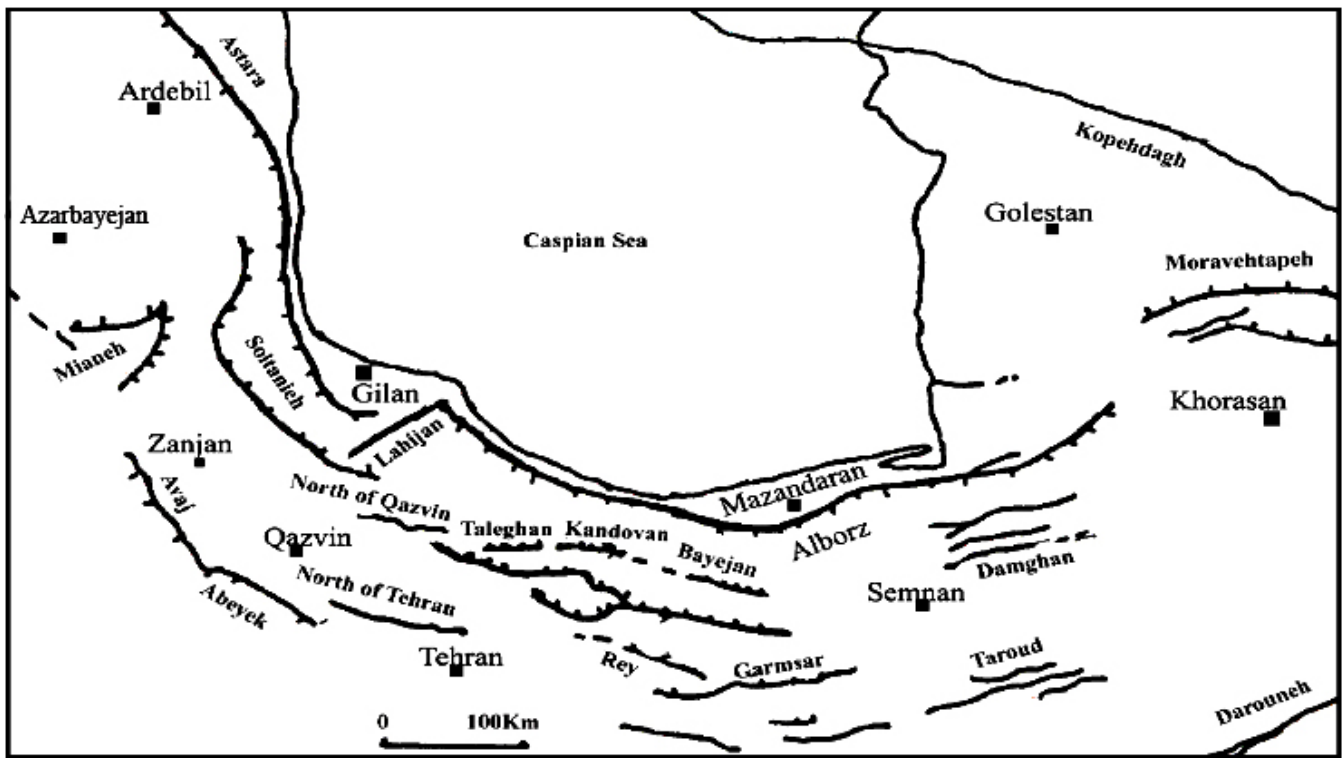 Astara
Ardebil
Kopehdagh
Azarbayejan
Golestan
Caspian Sea
Moravehtapeh
Mianeh
Soltanieh
Gilan
Khorasan
Zanjan
Lahijan
Avaj
North of Qazvin
Mazandaran
Qazvin
Taleghan
Kandovan
Bayejan
Alborz
Damghan
North of Tehran
Abeyek
Semnan
Tehran
Rey
Garmsar
Taroud
Darouneh
0 100Km